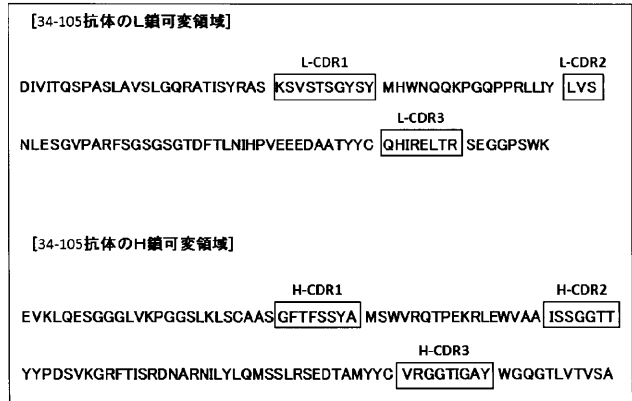 [34-105抗体のL鎖可変領域]
L-CDR1 L-CDR2
DIVITQSPASLAVSLGQRATISYRAS KSVSTSGYSY MHWNQQKPGQPPRLLIY LVS
L-CDR3
NLESGVPARFSGSGSGTDFTLNIHPVEEEDAATYYC QHIRELTR SEGGPSWK
[34-105抗体のH鎖可変領域]
H-CDR1 H-CDR2
EVKLQESGGGLVKPGGSLKLSCAAS GFTFSSYA MSWVRQTPEKRLEWVAA ISSGGTT
H-CDR3
YYPDSVKGRFTISRDNARNILYLQMSSLRSEDTAMYYC VRGGTIGAY WGQGTLVTVSA